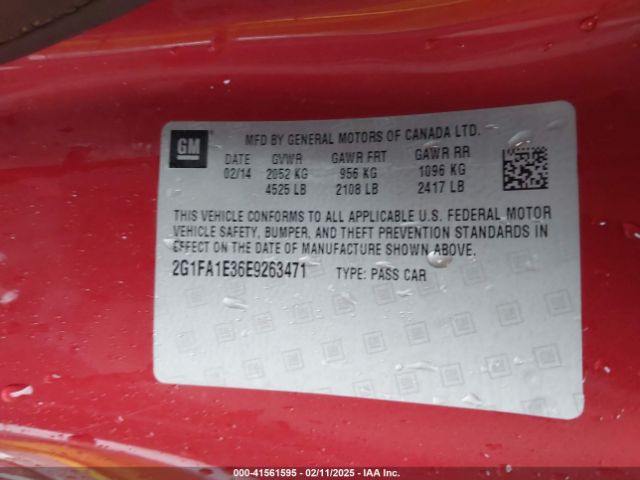 GM
MFD BY GENERAL MOTORS OF CANADA LTD.
DATE GVWR GAWR FRT GAWR RR
02/14 2052 KG 956 KG 1096 KG
4525 LB 2108 LB 2417 LB
THIS VEHICLE CONFORMS TO ALL APPLICABLE U.S. FEDERAL MOTOR
VEHICLE SAFETY, BUMPER, AND THEFT PREVENTION STANDARDS IN
EFFECT ON THE DATE OF MANUFACTURE SHOWN ABOVE.
2G1FA1E36E9263471 TYPE: PASS CAR
000-41561595 - 02/11/2025 - IAA Inc.